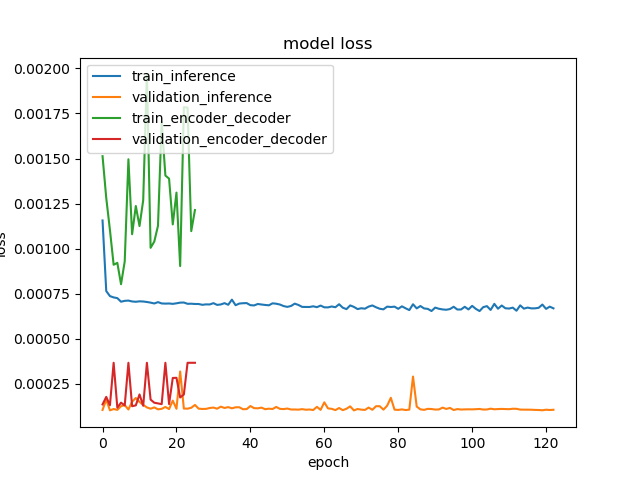 model loss
0.00200
0.00175
0.00150
0.00125
0.00100
0.00075
0.00050
0.00025
loss
train_inference
validation_inference
train_encoder_decoder
validation_encoder_decoder
0 20 40 60 80 100 120
epoch